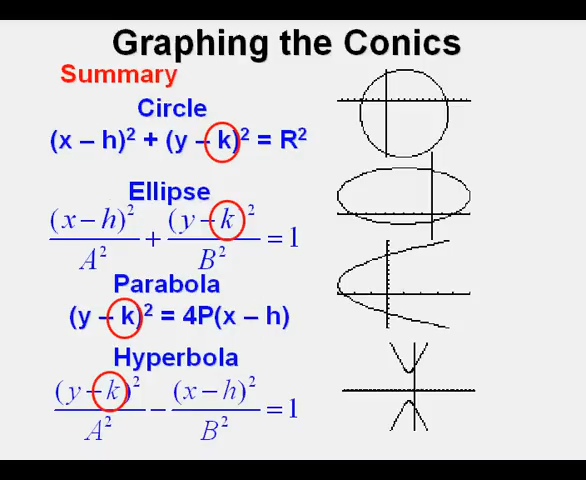 Graphing the Conics
Summary
Circle
(x – h)² + (y – k)² = R²
Ellipse
(x – h)²/A² + (y – k)²/B² = 1
Parabola
(y – k)² = 4P(x – h)
Hyperbola
(y – k)²/A² – (x – h)²/B² = 1